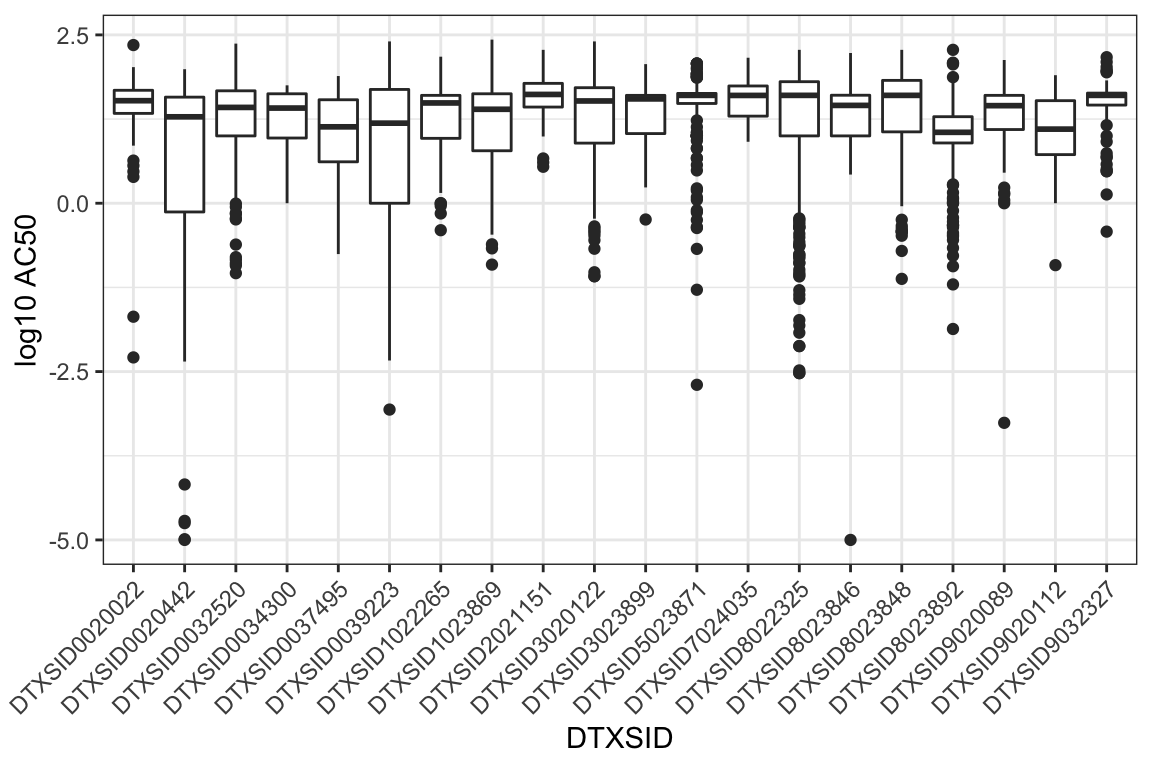 log10 AC50
2.5
0.0
-2.5
-5.0
DTXSID0020022
DTXSID0020442
DTXSID0032520
DTXSID0034300
DTXSID0037495
DTXSID0039223
DTXSID1022265
DTXSID1023869
DTXSID2021151
DTXSID3020122
DTXSID3023899
DTXSID5023871
DTXSID7024035
DTXSID8022325
DTXSID8023846
DTXSID8023848
DTXSID8023892
DTXSID9020089
DTXSID9020112
DTXSID9032327
DTXSID